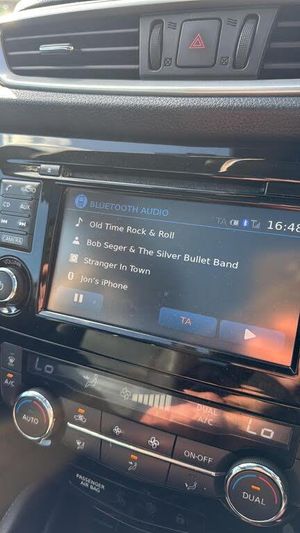 BLUETOOTH AUDIO
TA 16:48
Old Time Rock & Roll
Bob Seger & The Silver Bullet Band
Stranger In Town
Jon's iPhone
TA
CD AUX
CAMERA
A/C
Lo
DUAL
A/C
Lo
AUTO
ON·OFF
DUAL
PASSENGER
AIR BAG